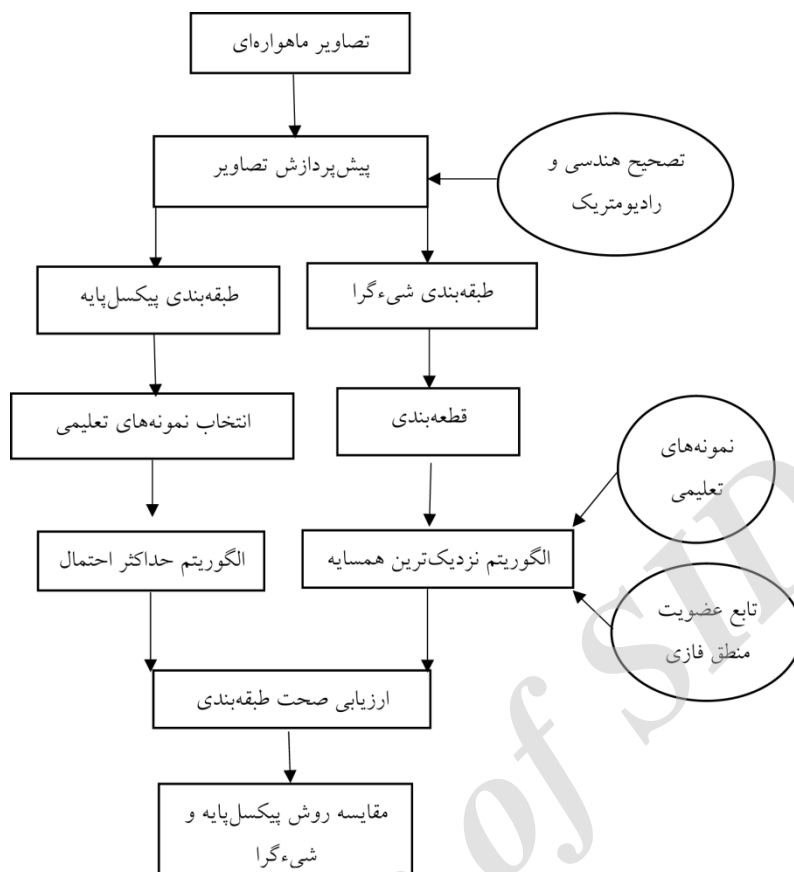 تصاویر ماهواره‌ای
پیش‌پردازش تصاویر
تصحیح هندسی و
رادیومتریک
طبقه‌بندی شیءگرا
طبقه‌بندی پیکسل‌پایه
قطعه‌بندی
انتخاب نمونه‌های تعلیمی
نمونه‌های
تعلیمی
الگوریتم نزدیک‌ترین همسایه
الگوریتم حداکثر احتمال
تابع عضویت
منطق فازی
ارزیابی صحت طبقه‌بندی
مقایسه روش پیکسل‌پایه و
شیءگرا
of SID